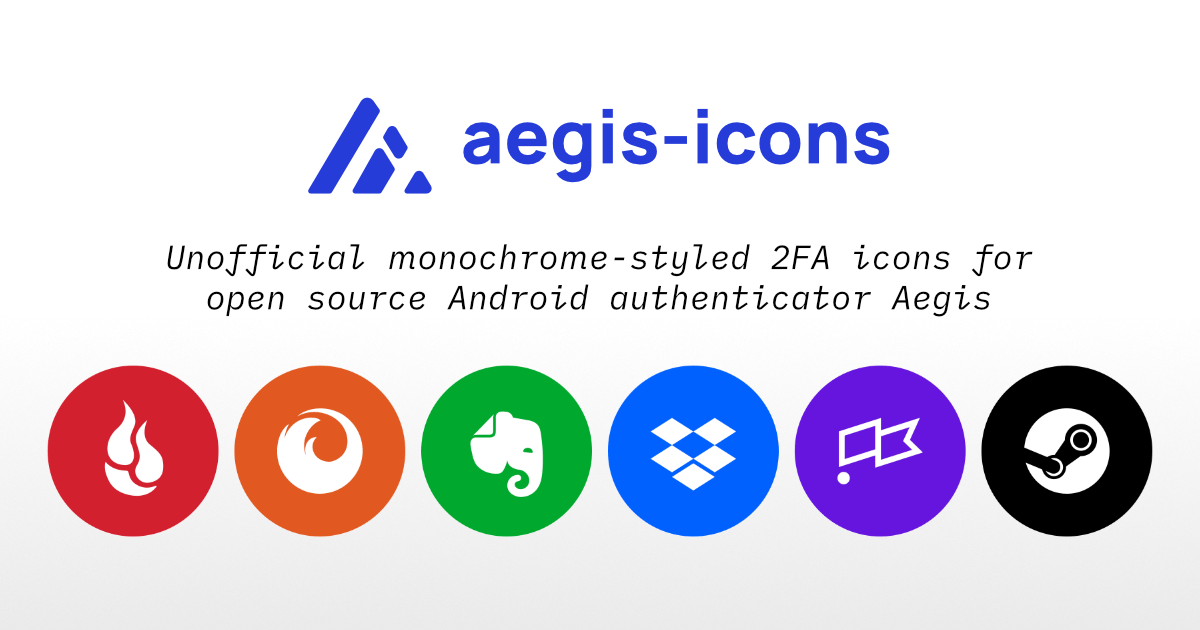 aegis-icons
Unofficial monochrome-styled 2FA icons for
open source Android authenticator Aegis